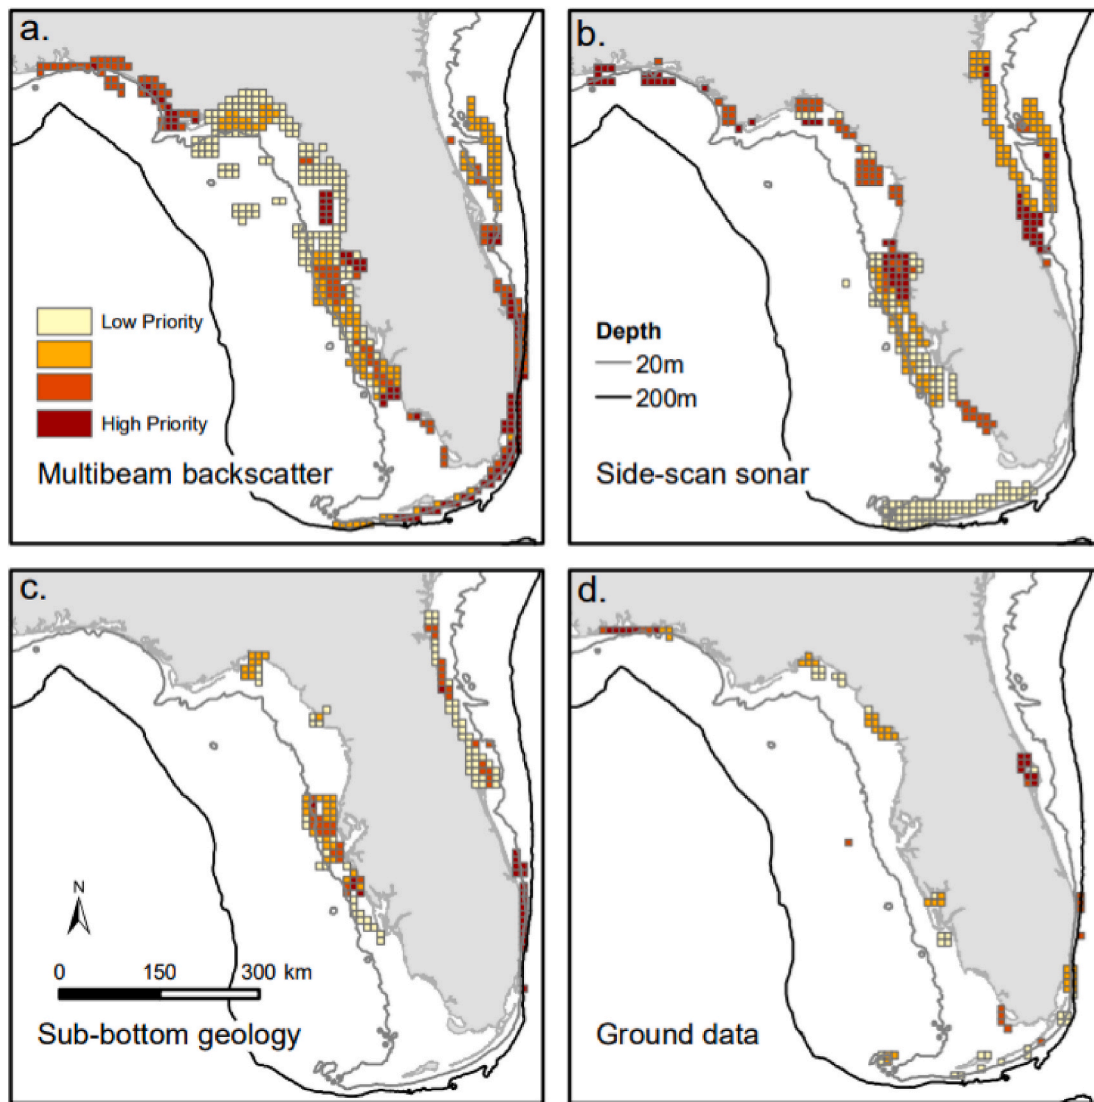 a.
Low Priority
High Priority
Multibeam backscatter
b.
Depth
20m
200m
Side-scan sonar
c.
N
0 150 300 km
Sub-bottom geology
d.
Ground data